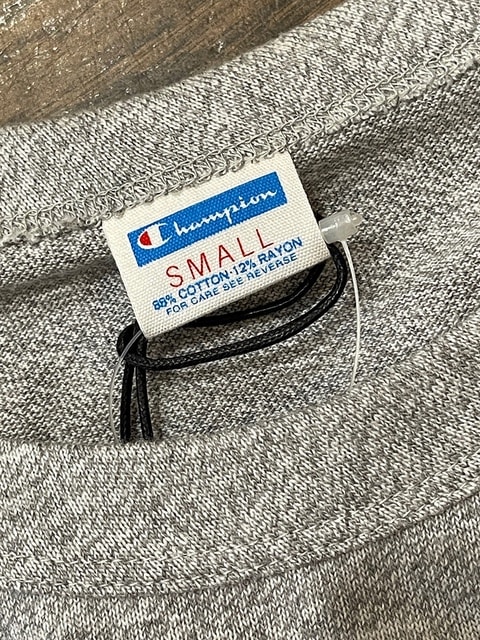 Champion
SMALL
88% COTTON·12% RAYON
FOR CARE SEE REVERSE